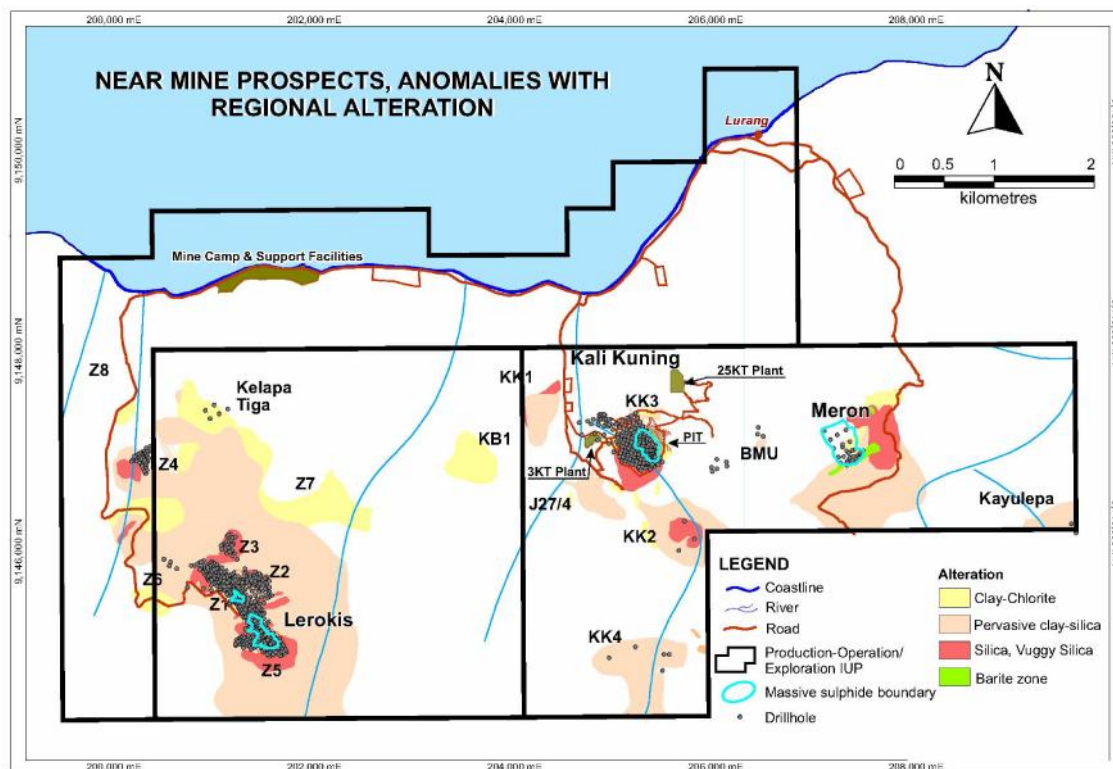 200,000 mE
202,000 mE
204,000 mE
206,000 mE
208,000 mE
NEAR MINE PROSPECTS, ANOMALIES WITH
REGIONAL ALTERATION
N
Lurang
9,150,000 mN
0 0.5 1 2
kilometres
Mine Camp & Support Facilities
9,148,000 mN
Z8
Kelapa
Tiga
KK1
Kali Kuning
25KT Plant
KK3
Meron
KB1
PIT
BMU
Z4
3KT Plant
Z7
J27/4
Kayulepa
KK2
9,146,000 mN
Z3
Z6
Z2
Z1
Lerokis
Z5
KK4
LEGEND
Coastline
River
Road
Production-Operation/
Exploration IUP
Massive sulphide boundary
Drillhole
Alteration
Clay-Chlorite
Pervasive clay-silica
Silica, Vuggy Silica
Barite zone
200,000 mE
202,000 mE
204,000 mE
206,000 mE
208,000 mE